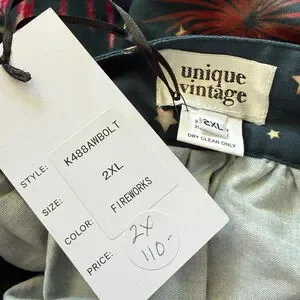 unique
vintage
2XL
DRY CLEAN ONLY
STYLE: K488AWBOLT
SIZE: 2XL
COLOR: FIREWORKS
PRICE: 2X
110-